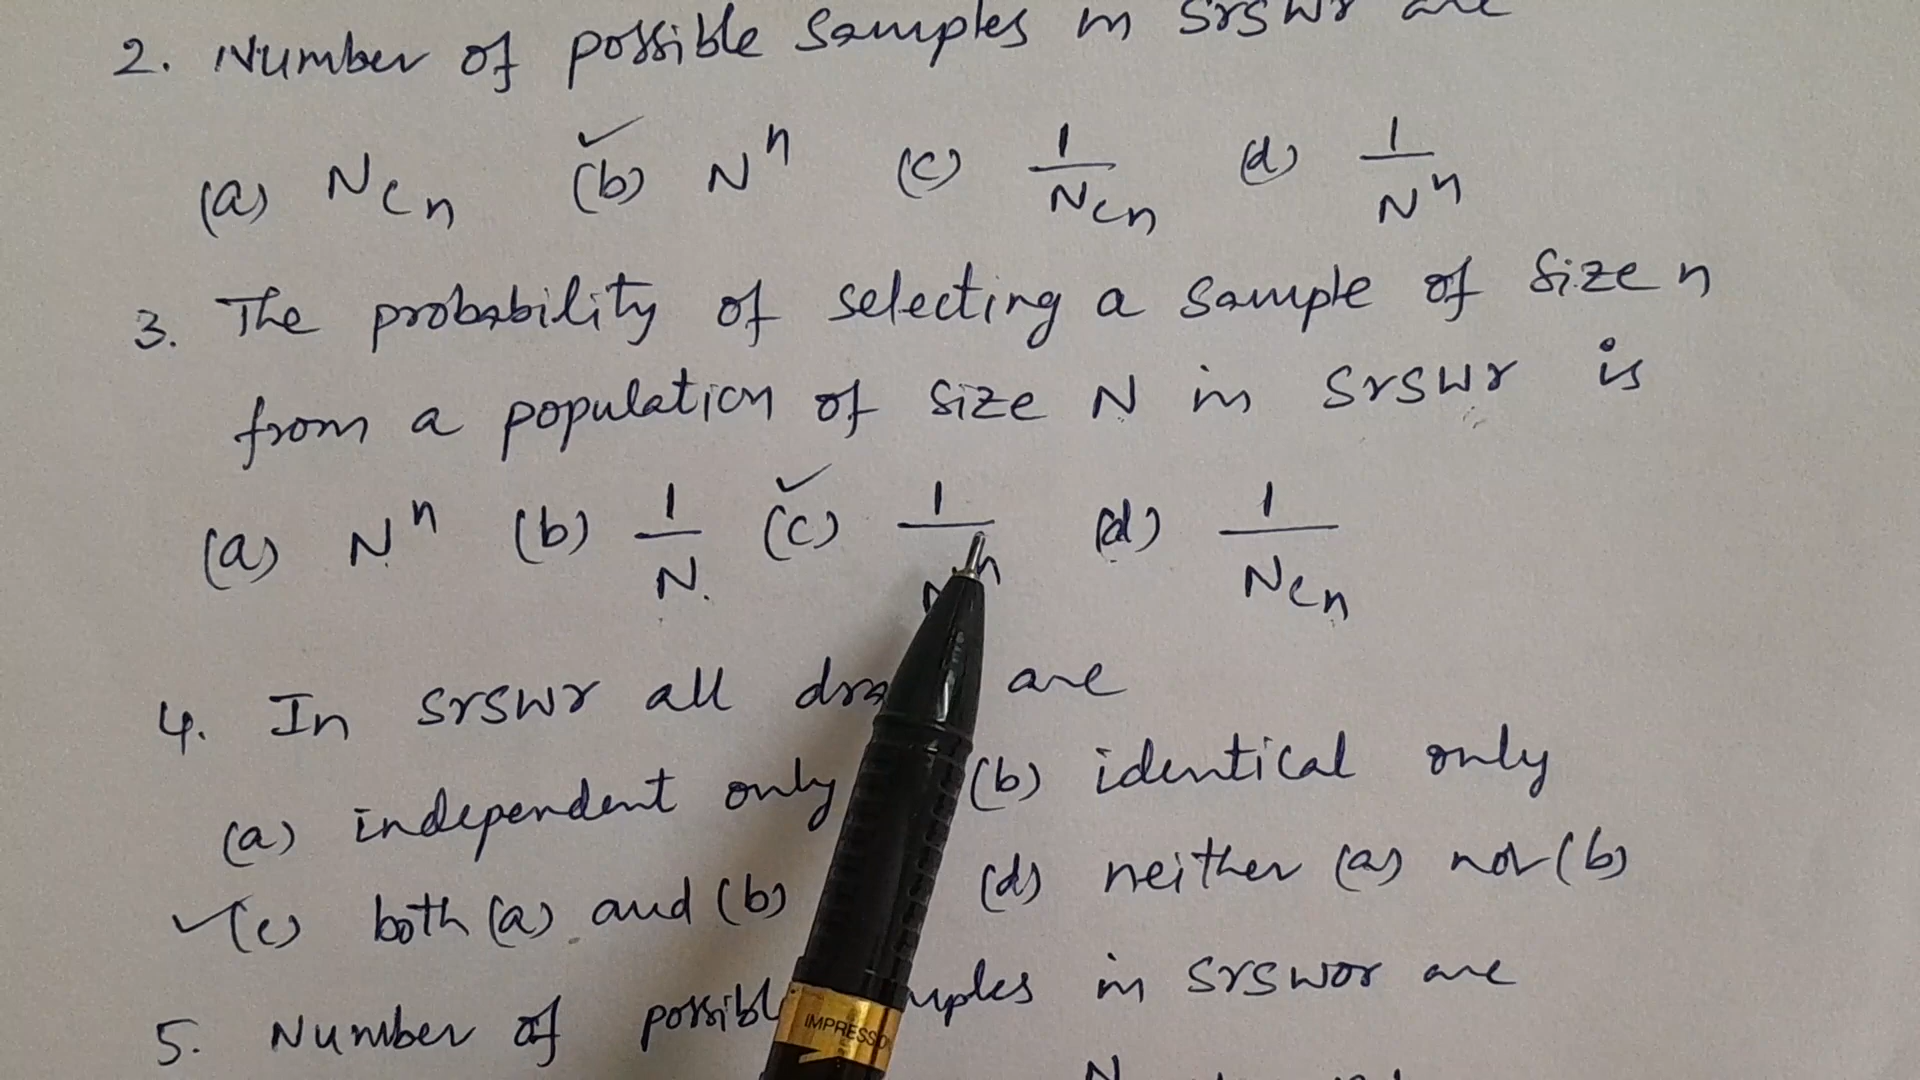 2. Number of possible samples in srswr are
(a) Ncn (b) N^n (c) 1/Ncn (d) 1/N^n
3. The probability of selecting a sample of size n
from a population of size N in srswr is
(a) N^n (b) 1/N. (c) 1/N^n (d) 1/Ncn
4. In srswr all are
(a) independent only (b) identical only
(c) both (a) and (b) (d) neither (a) nor (b)
5. Number of in srswor are
IMPRESS